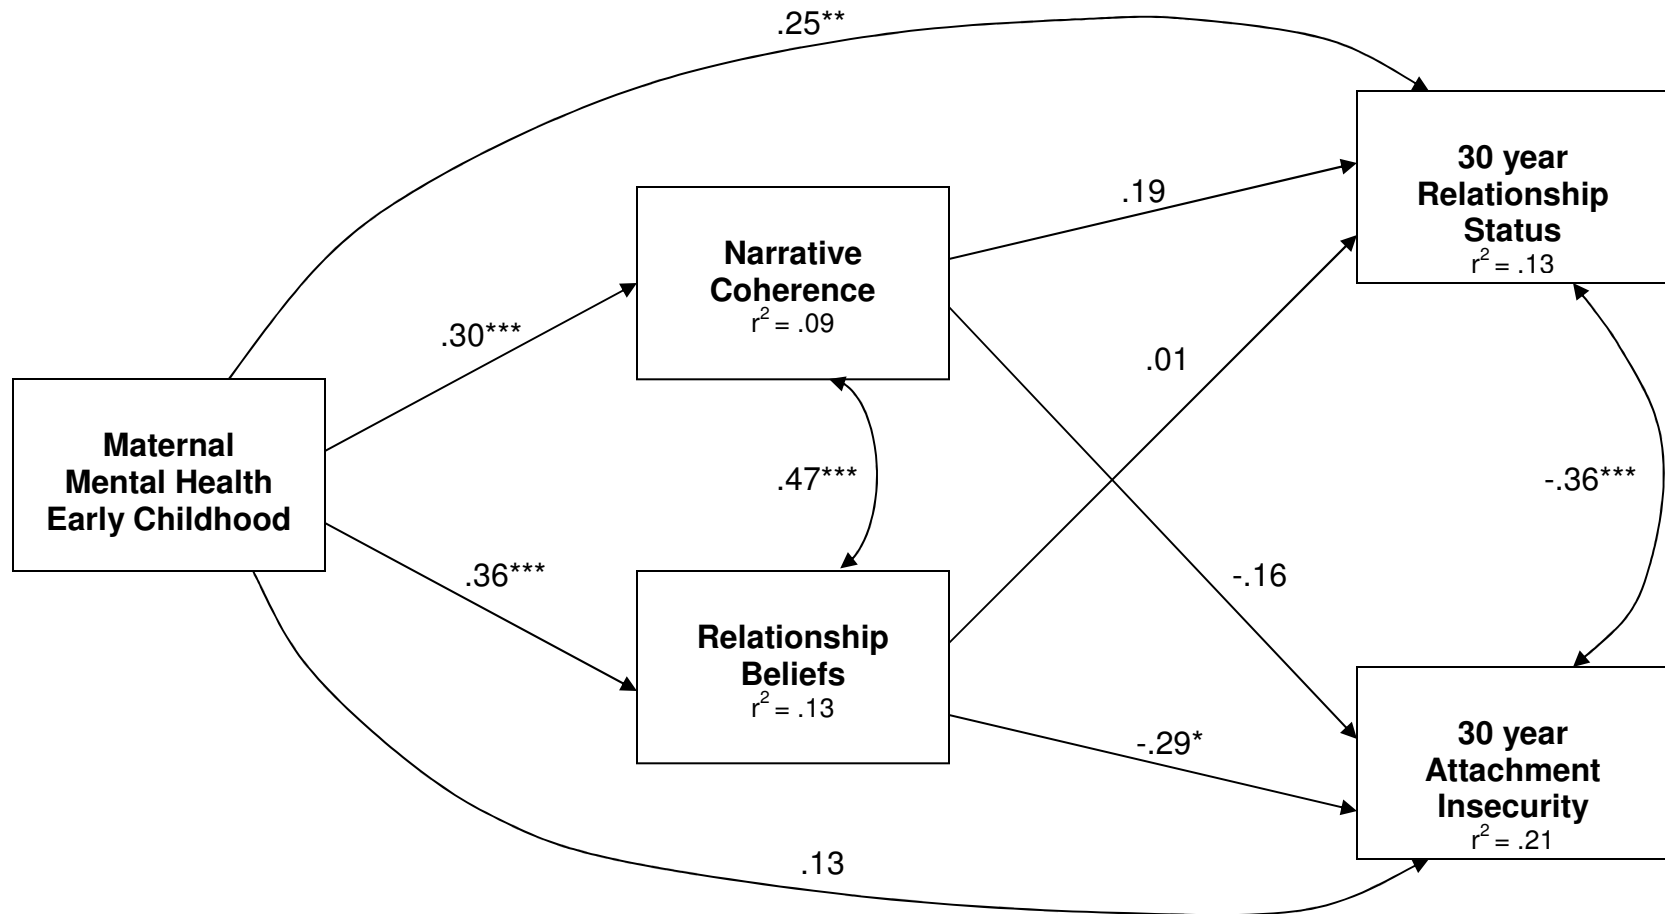 .25**
30 year
Relationship
Status
r² = .13
.19
Narrative
Coherence
r² = .09
.30***
.01
Maternal
Mental Health
Early Childhood
.47***
-.36***
.36***
-.16
Relationship
Beliefs
r² = .13
-.29*
30 year
Attachment
Insecurity
r² = .21
.13